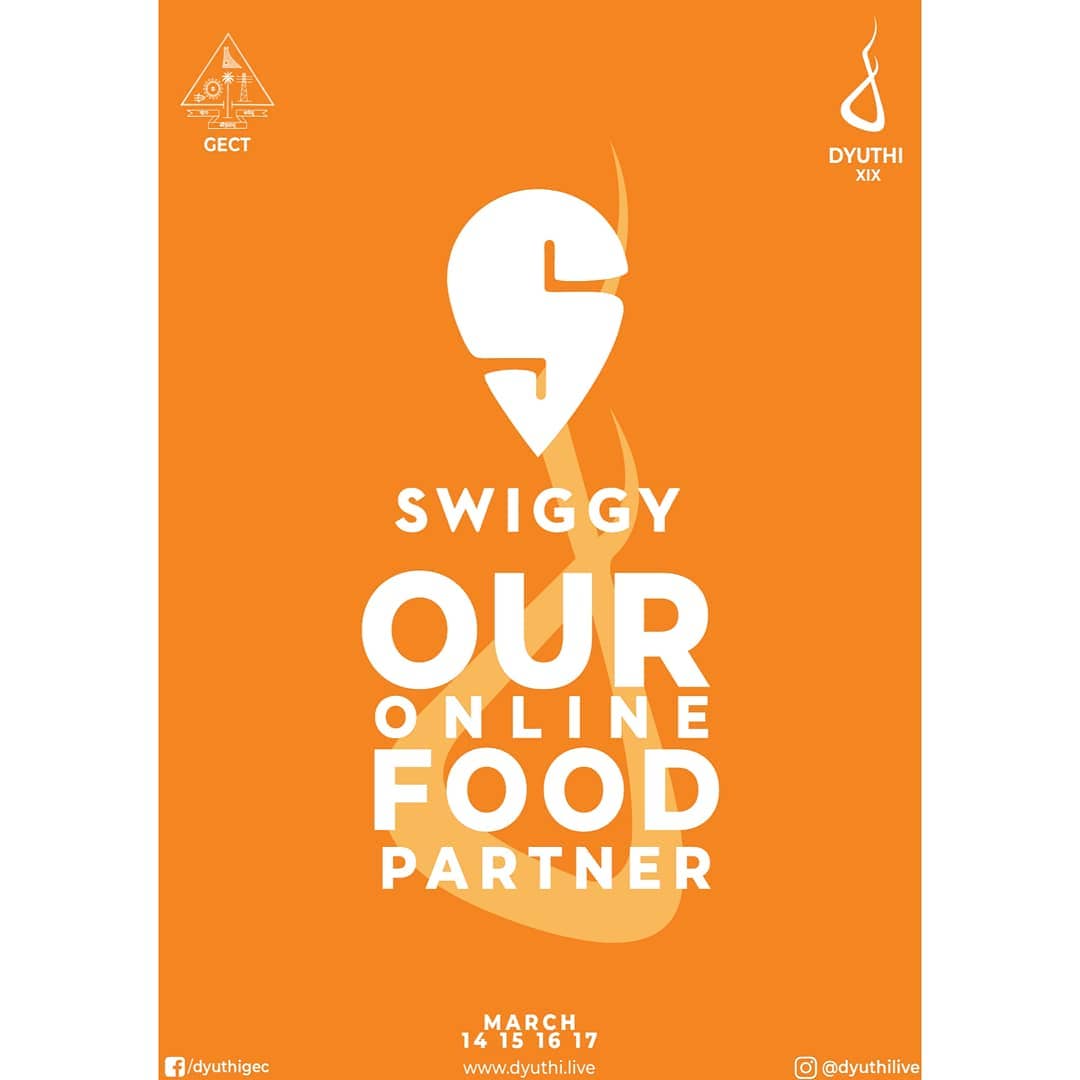 GECT
DYUTHI
XIX
SWIGGY
OUR
ONLINE
FOOD
PARTNER
MARCH
14 15 16 17
/dyuthigec
www.dyuthi.live
@dyuthilive